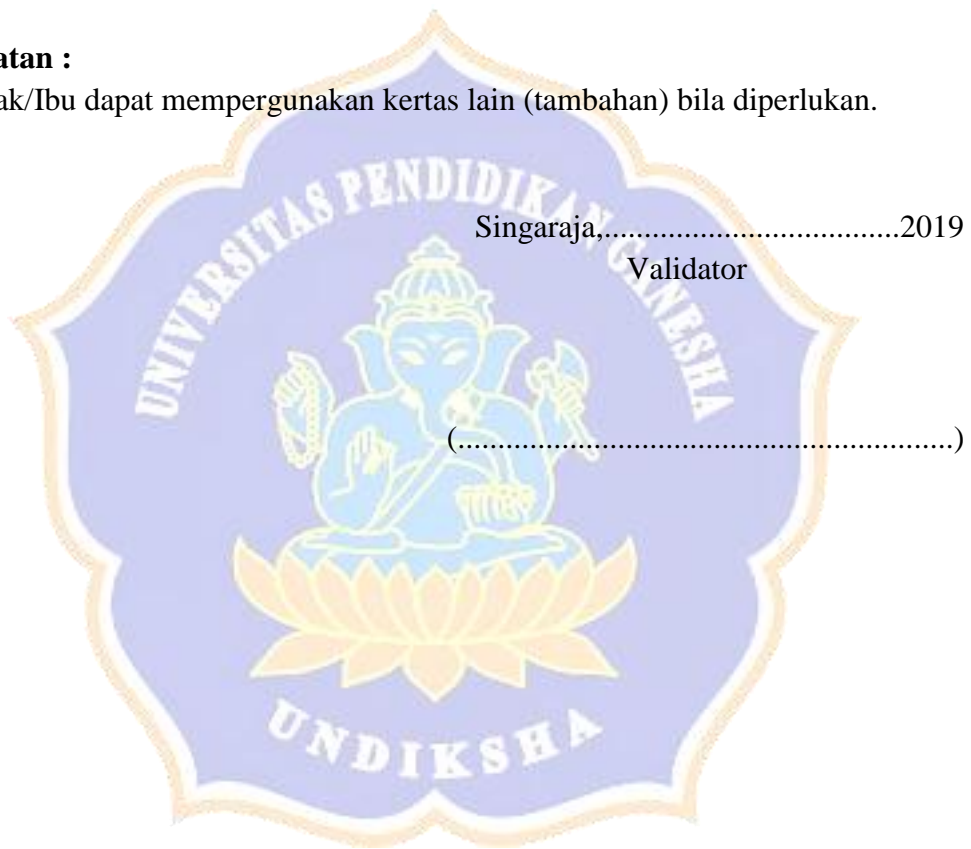 atan :
ak/Ibu dapat mempergunakan kertas lain (tambahan) bila diperlukan.
UNIVERSITAS PENDIDIKAN GANESHA
Singaraja,.....................................2019
Validator
(..............................................................)
UNDIKSHA